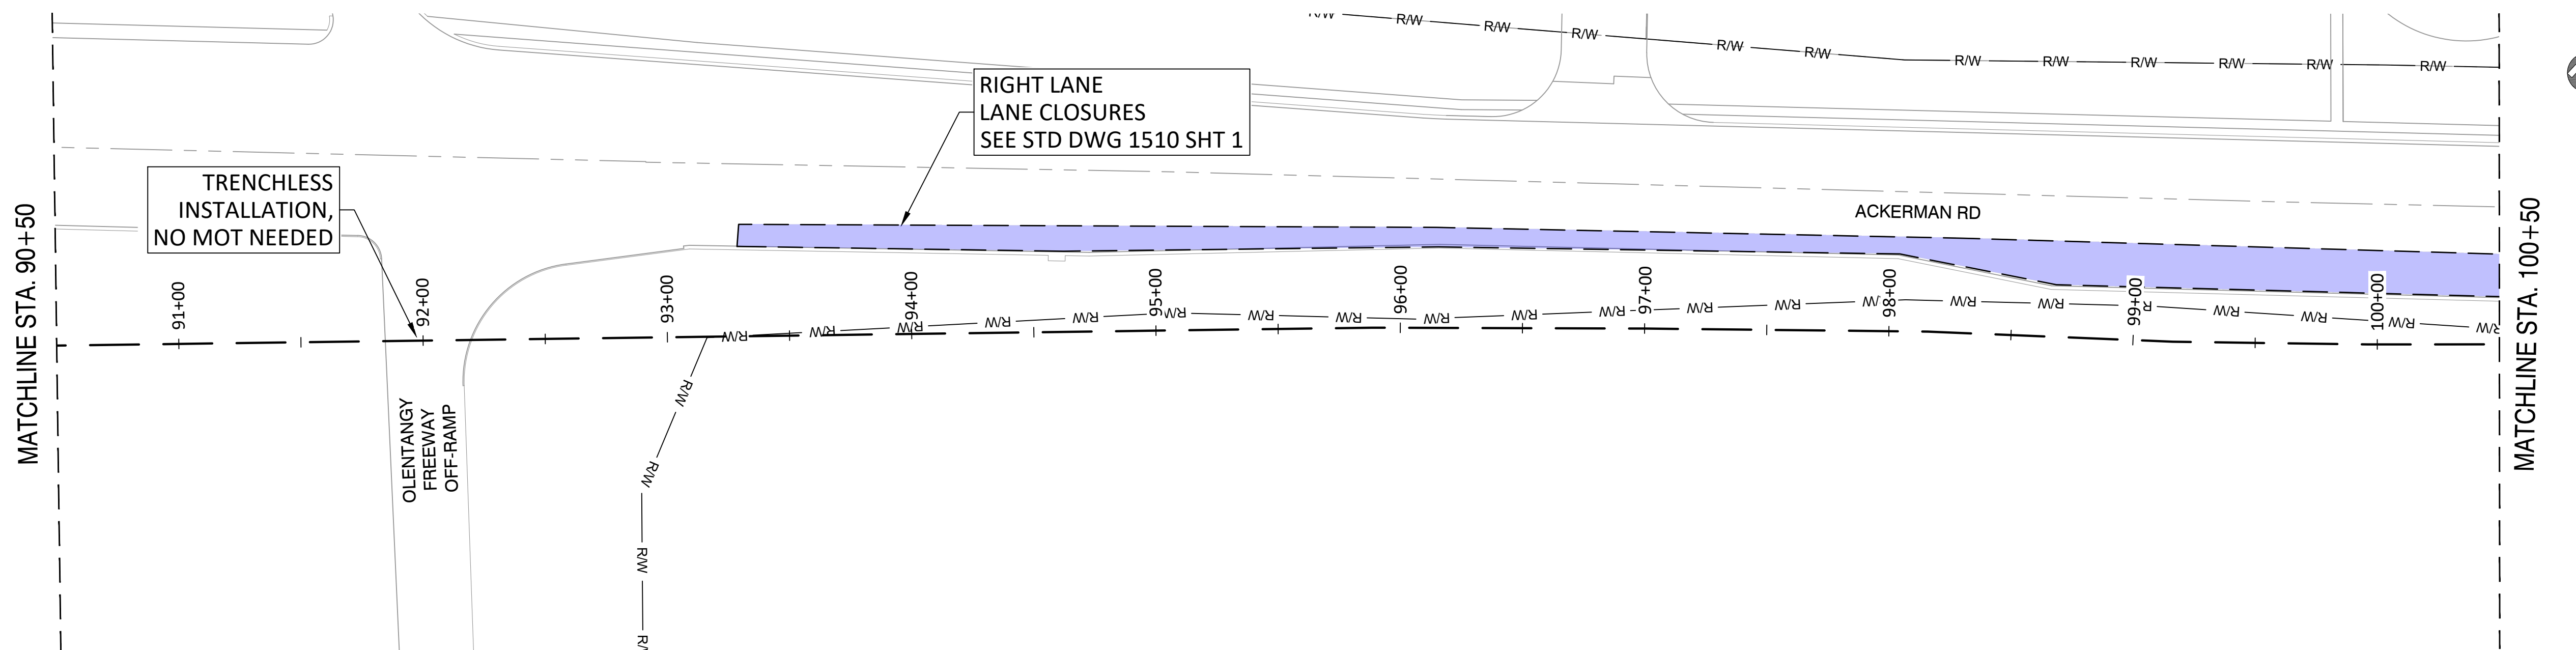 R/W R/W R/W R/W R/W R/W R/W R/W R/W R/W R/W R/W
RIGHT LANE
LANE CLOSURES
SEE STD DWG 1510 SHT 1
TRENCHLESS
INSTALLATION,
NO MOT NEEDED
ACKERMAN RD
MATCHLINE STA. 90+50
MATCHLINE STA. 100+50
91+00
92+00
93+00
94+00
95+00
96+00
97+00
98+00
99+00
100+00
R/W R/W R/W R/W R/W R/W R/W R/W R/W R/W R/W R/W R/W R/W R/W R/W R/W R/W R/W R/W R/W
OLENTANGY
FREEWAY
OFF-RAMP
R/W
R/W
R/W